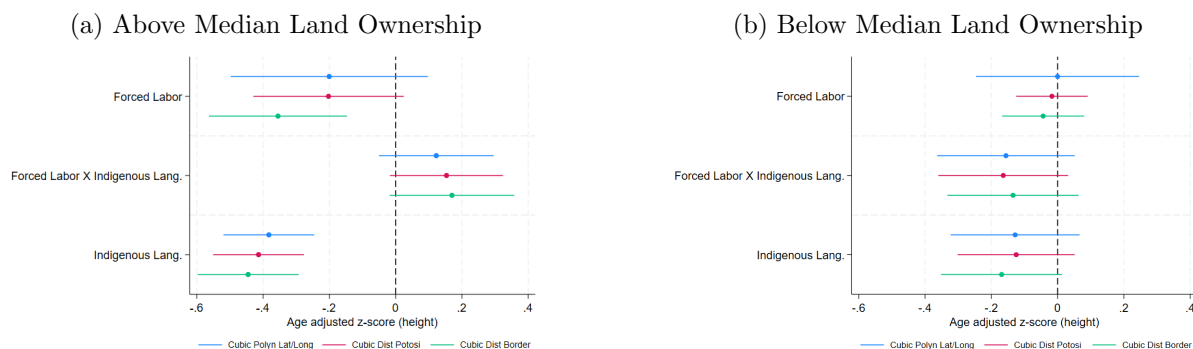 (a) Above Median Land Ownership
Forced Labor
Forced Labor X Indigenous Lang.
Indigenous Lang.
-.6 -.4 -.2 0 .2 .4
Age adjusted z-score (height)
Cubic Polyn Lat/Long Cubic Dist Potosi Cubic Dist Border
(b) Below Median Land Ownership
Forced Labor
Forced Labor X Indigenous Lang.
Indigenous Lang.
-.6 -.4 -.2 0 .2 .4
Age adjusted z-score (height)
Cubic Polyn Lat/Long Cubic Dist Potosi Cubic Dist Border